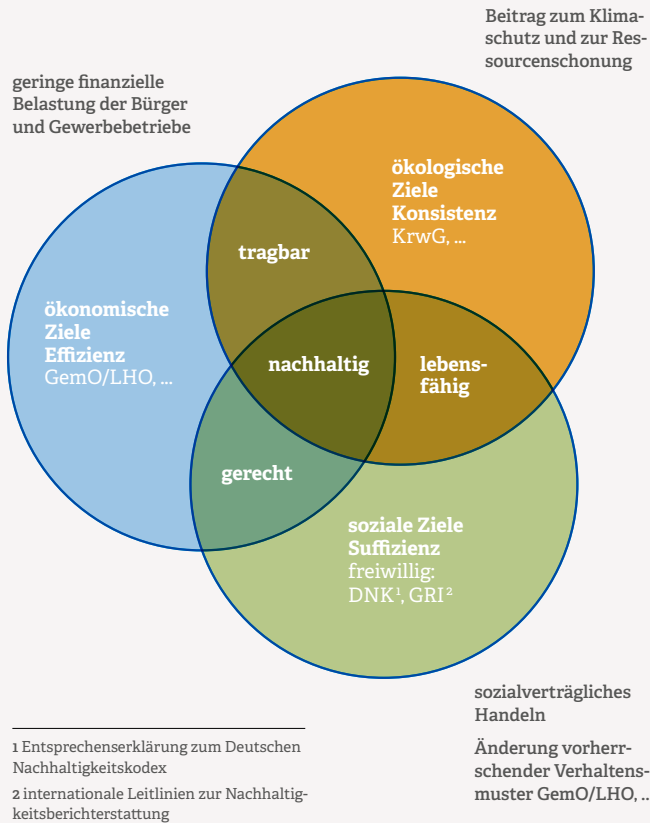 Beitrag zum Klima-
schutz und zur Res-
sourcenschonung
geringe finanzielle
Belastung der Bürger
und Gewerbebetriebe
ökologische
Ziele
Konsistenz
KrwG, ...
tragbar
ökonomische
Ziele
Effizienz
GemO/LHO, ...
nachhaltig
lebens-
fähig
gerecht
soziale Ziele
Suffizienz
freiwillig:
DNK¹, GRI²
sozialverträgliches
Handeln
Änderung vorherr-
schender Verhaltens-
muster GemO/LHO, ..
1 Entsprechenserklärung zum Deutschen
Nachhaltigkeitskodex
2 internationale Leitlinien zur Nachhaltig-
keitsberichterstattung